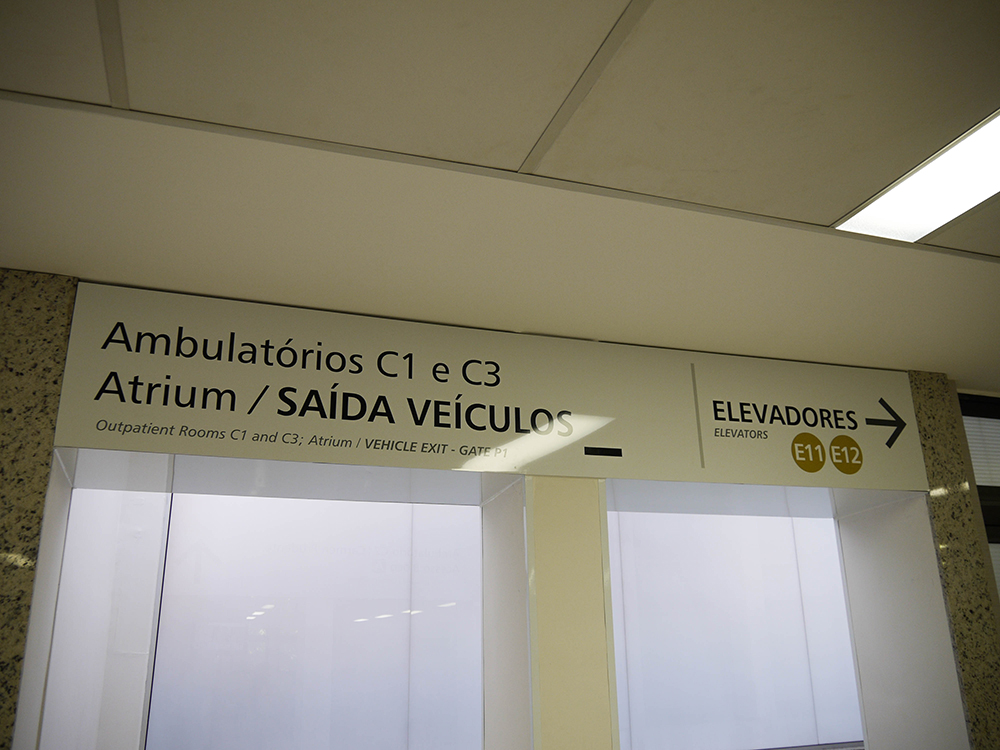 Ambulatórios C1 e C3
Atrium / SAÍDA VEÍCULOS
Outpatient Rooms C1 and C3; Atrium / VEHICLE EXIT - GATE P1
ELEVADORES
ELEVATORS
E11 E12